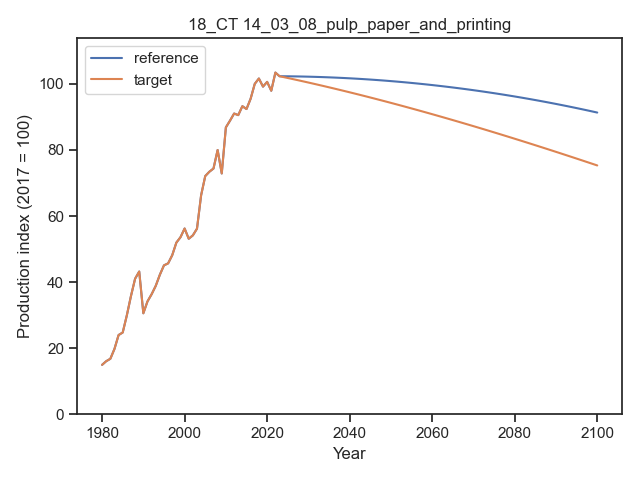 18_CT 14_03_08_pulp_paper_and_printing
reference
target
Production index (2017 = 100)
100
80
60
40
20
0
1980
2000
2020
2040
2060
2080
2100
Year